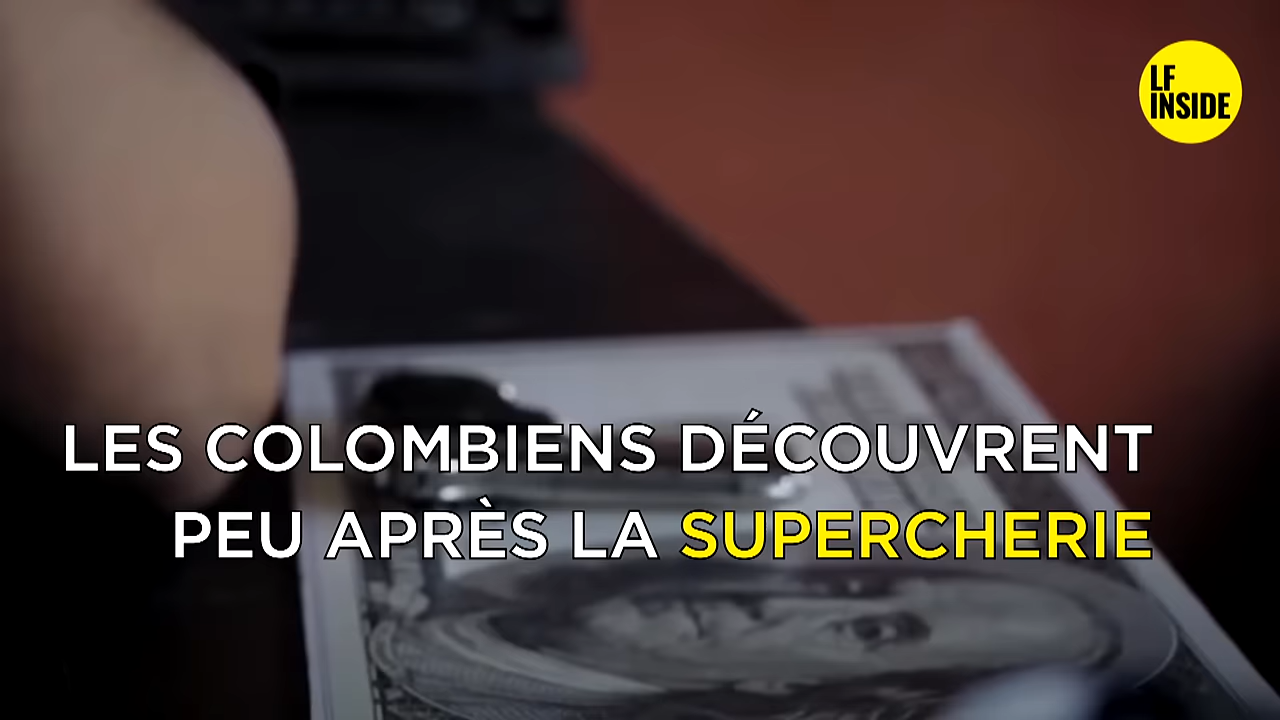 LF
INSIDE
LES COLOMBIENS DÉCOUVRENT
PEU APRÈS LA SUPERCHERIE